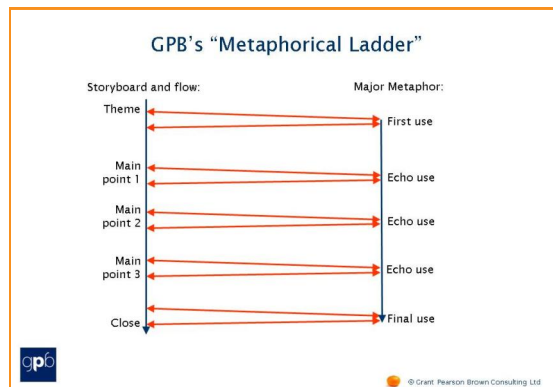 GPB's "Metaphorical Ladder"
Storyboard and flow:
Major Metaphor:
Theme
First use
Main
point 1
Echo use
Main
point 2
Echo use
Main
point 3
Echo use
Close
Final use
gpb
© Grant Pearson Brown Consulting Ltd